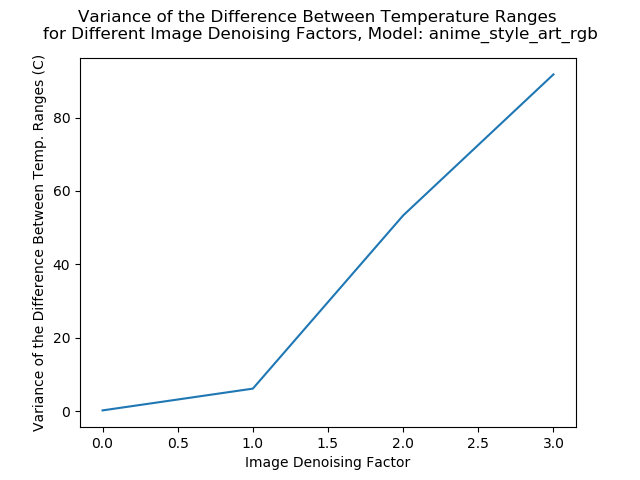 Variance of the Difference Between Temperature Ranges
for Different Image Denoising Factors, Model: anime_style_art_rgb
Variance of the Difference Between Temp. Ranges (C)
80
60
40
20
0
0.0 0.5 1.0 1.5 2.0 2.5 3.0
Image Denoising Factor